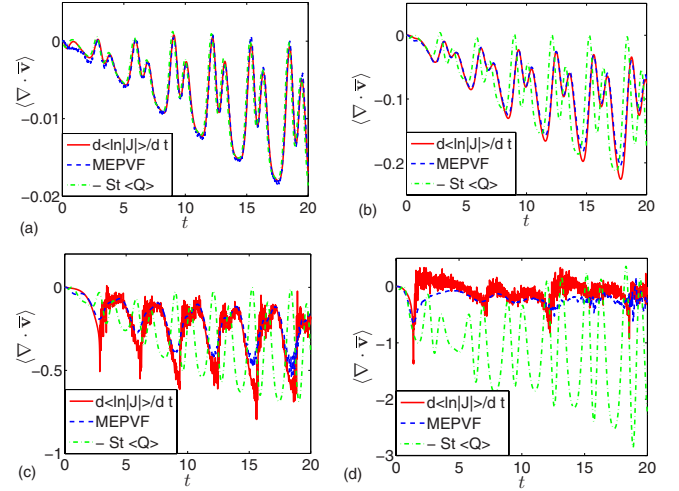 0
−0.01
−0.02
⟨∇ · v̅⟩
d<ln|J|>/d t
MEPVF
− St <Q>
0 5 10 15 20
t
(a)
0
−0.1
−0.2
⟨∇ · v̅⟩
d<ln|J|>/d t
MEPVF
− St <Q>
0 5 10 15 20
t
(b)
0
−0.5
−1
⟨∇ · v̅⟩
d<ln|J|>/d t
MEPVF
− St <Q>
0 5 10 15 20
t
(c)
0
−1
−2
−3
⟨∇ · v̅⟩
d<ln|J|>/d t
MEPVF
− St <Q>
0 5 10 15 20
t
(d)